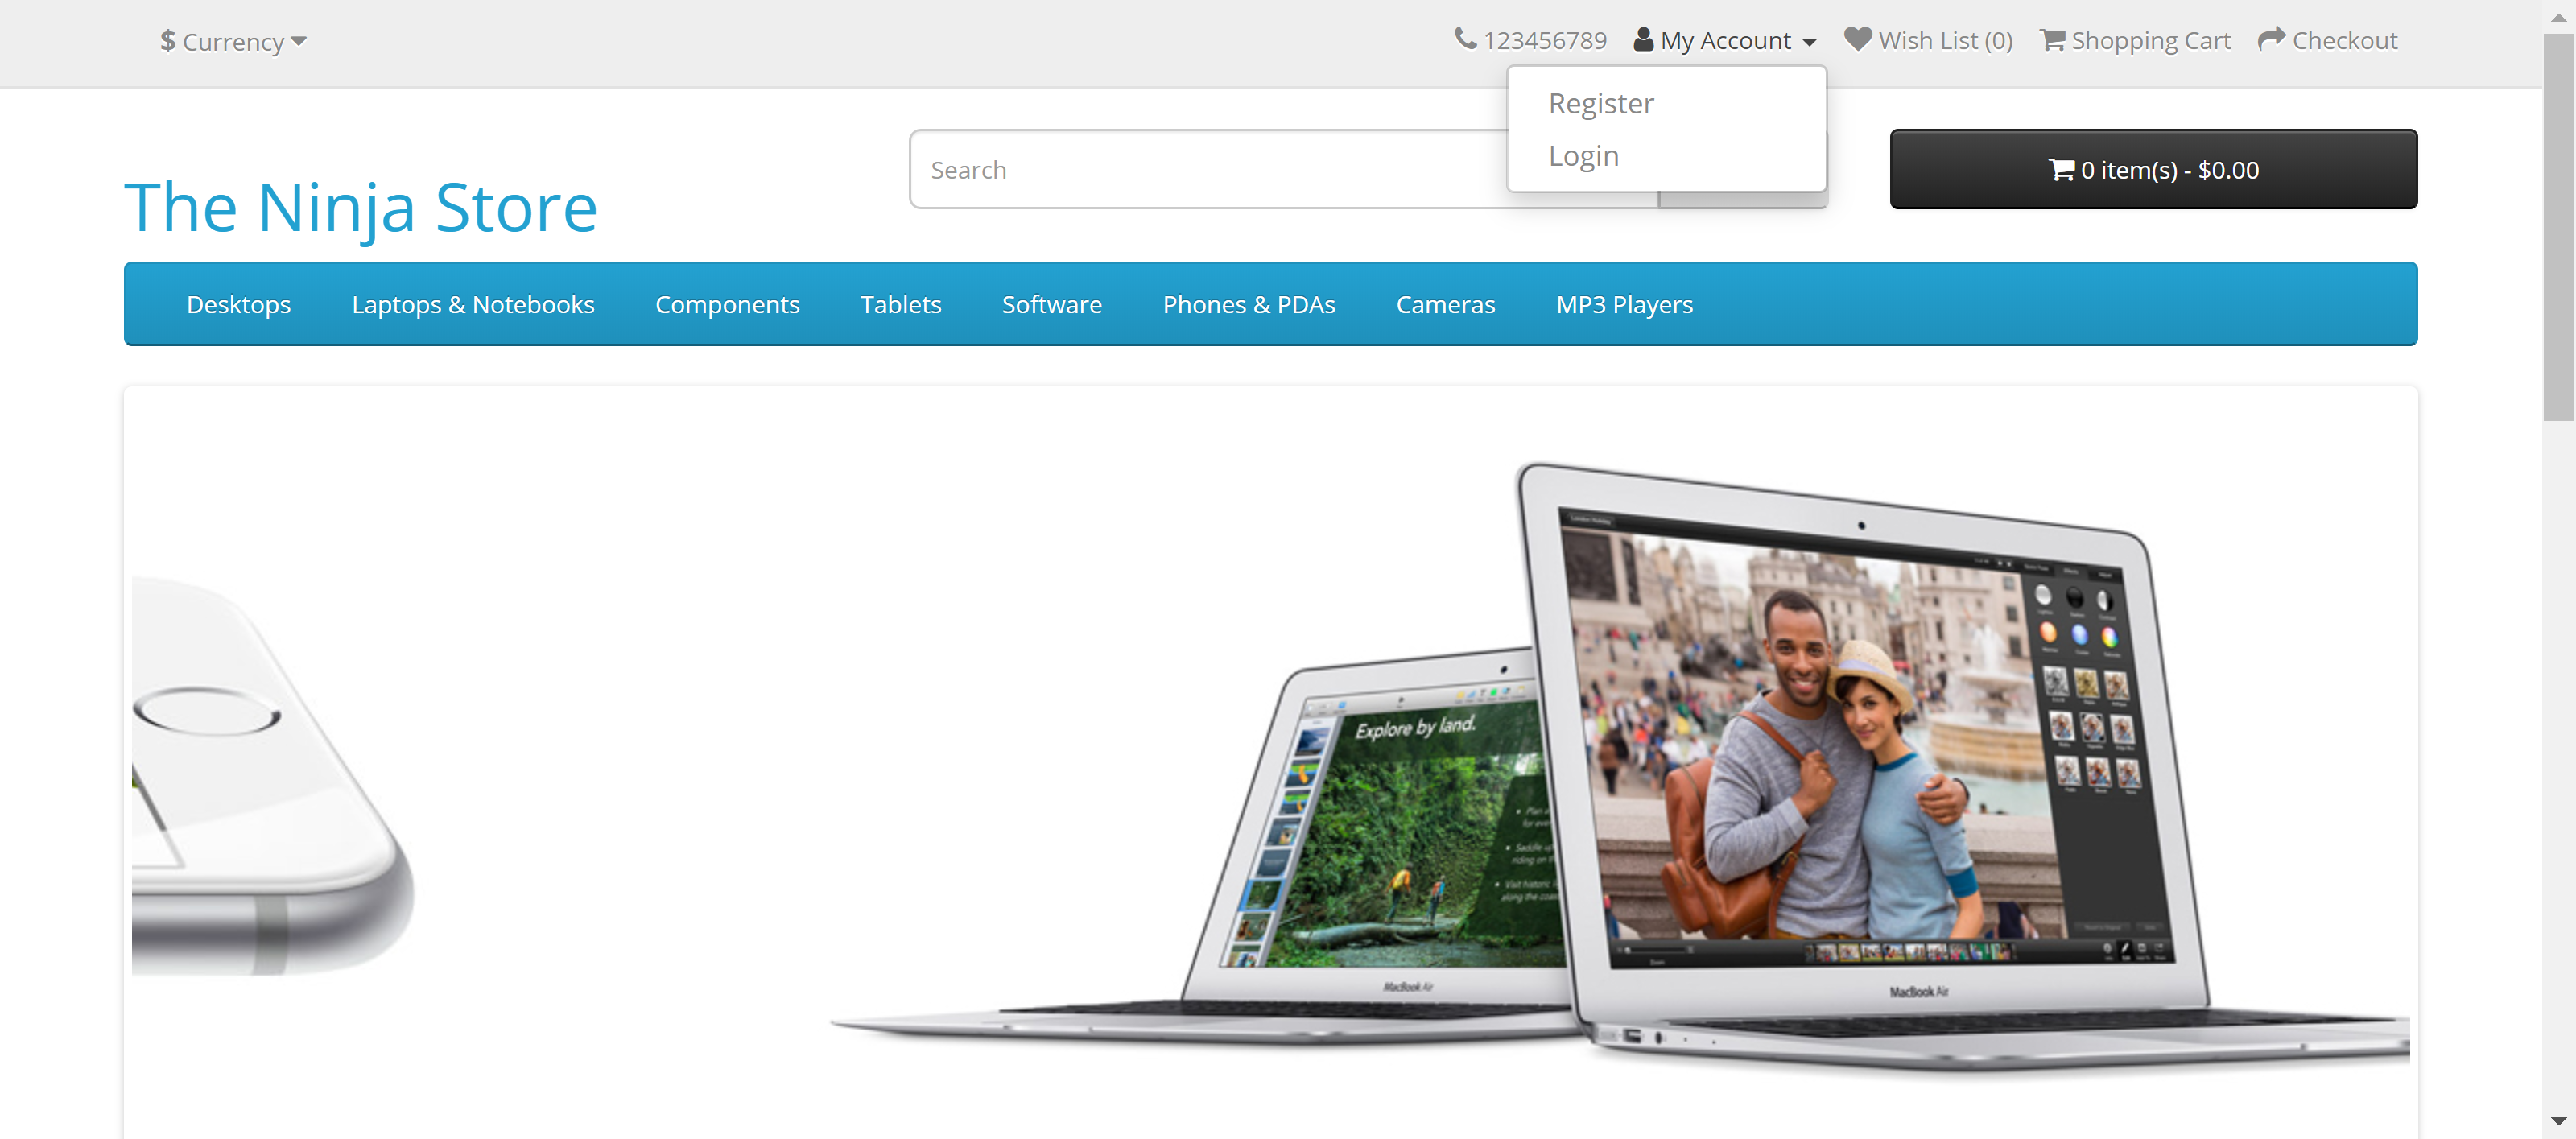 $ Currency
123456789 My Account Wish List (0) Shopping Cart Checkout
Register
Login
Search
0 item(s) - $0.00
The Ninja Store
Desktops Laptops & Notebooks Components Tablets Software Phones & PDAs Cameras MP3 Players
Explore by land.
MacBook Air
MacBook Air